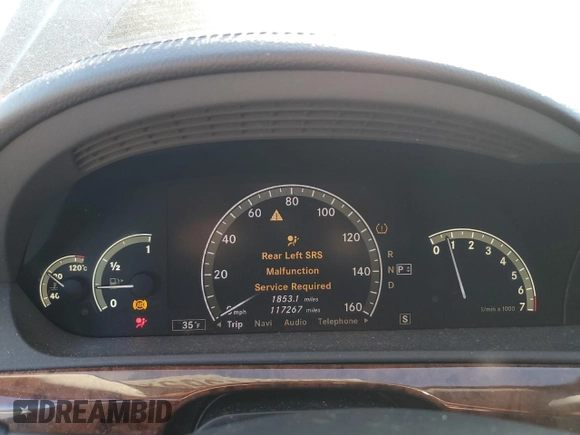 120°C
80
40
1
½
0
35°F
0 mph
20
40
60
80
100
120
140
160
Rear Left SRS
Malfunction
Service Required
1853.1 miles
117267 miles
Trip Navi Audio Telephone
R
N
D
P
S
0
1
2
3
4
5
6
7
1/min x 1000
DREAMBID